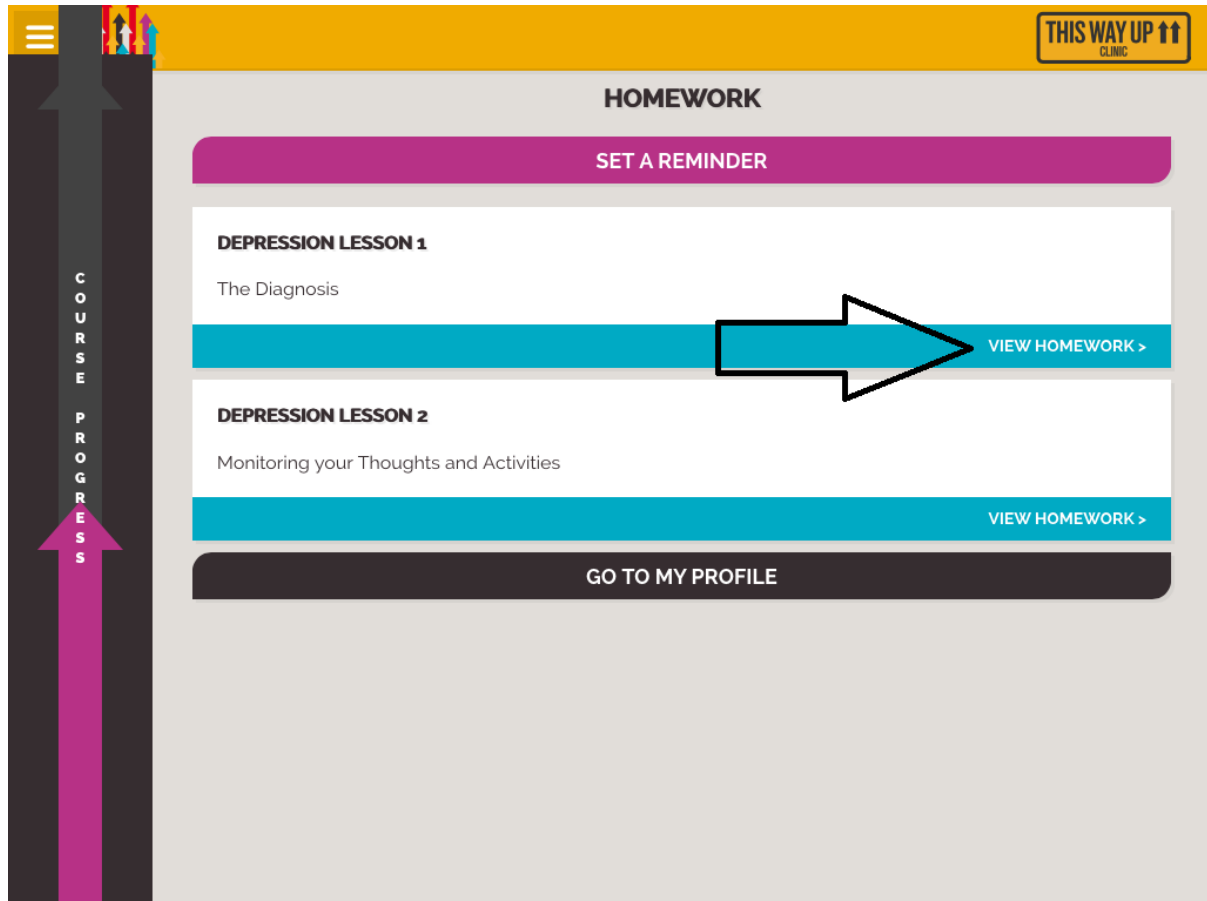 THIS WAY UP
CLINIC
HOMEWORK
SET A REMINDER
DEPRESSION LESSON 1
The Diagnosis
VIEW HOMEWORK >
DEPRESSION LESSON 2
Monitoring your Thoughts and Activities
VIEW HOMEWORK >
GO TO MY PROFILE
COURSE PROGRESS